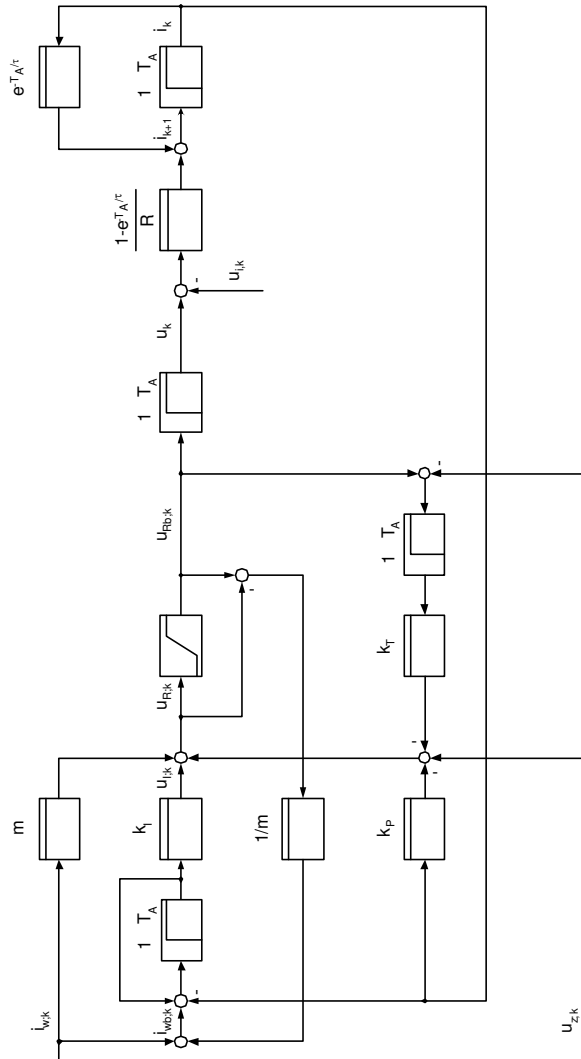 i_w;k
m
i_wb;k
1 T_A
k_I
u_I;k
1/m
u_R;k
u_Rb;k
1 T_A
u_k
-
u_i,k
1-e^-T_A/τ
R
i_k+1
1 T_A
i_k
e^-T_A/τ
-
-
k_P
-
-
k_T
1 T_A
-
u_z,k